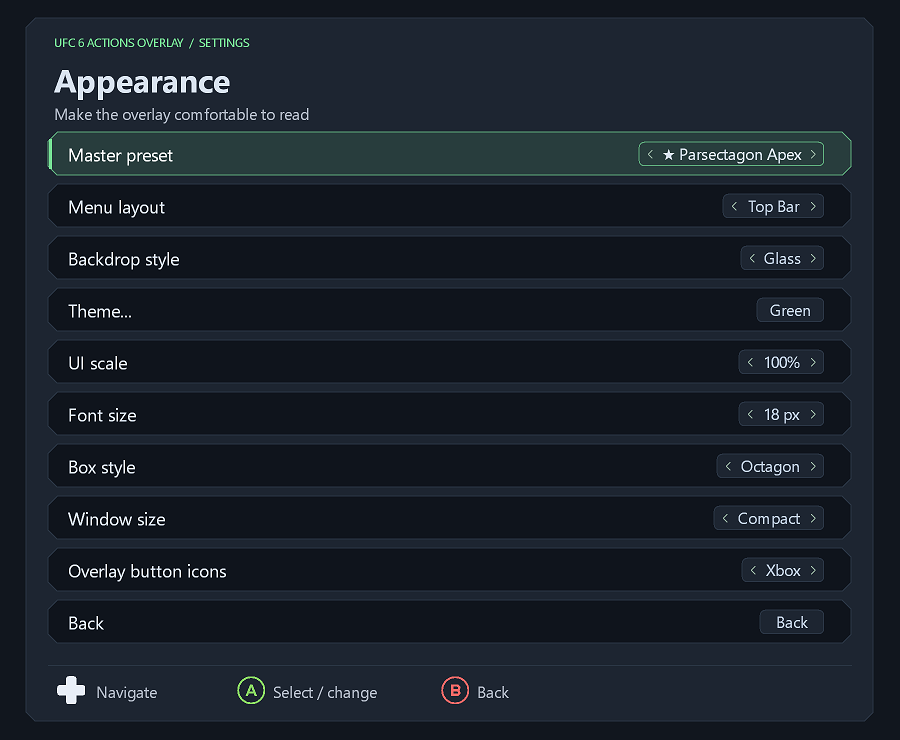 UFC 6 ACTIONS OVERLAY / SETTINGS
Appearance
Make the overlay comfortable to read
Master preset < ★ Parsectagon Apex >
Menu layout < Top Bar >
Backdrop style < Glass >
Theme... Green
UI scale < 100% >
Font size < 18 px >
Box style < Octagon >
Window size < Compact >
Overlay button icons < Xbox >
Back Back
Navigate A Select / change B Back